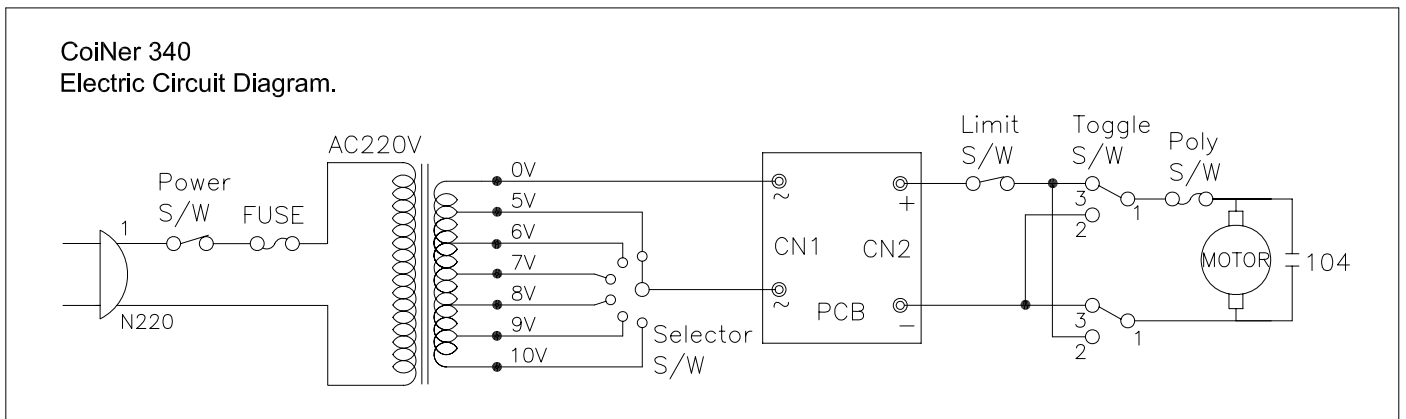 CoiNer 340
Electric Circuit Diagram.
AC220V
Power
S/W
FUSE
1
N220
0V
5V
6V
7V
8V
9V
10V
Selector
S/W
~
CN1
~
+
CN2
PCB
−
Limit
S/W
Toggle
S/W
Poly
S/W
3
1
2
3
1
2
MOTOR
104